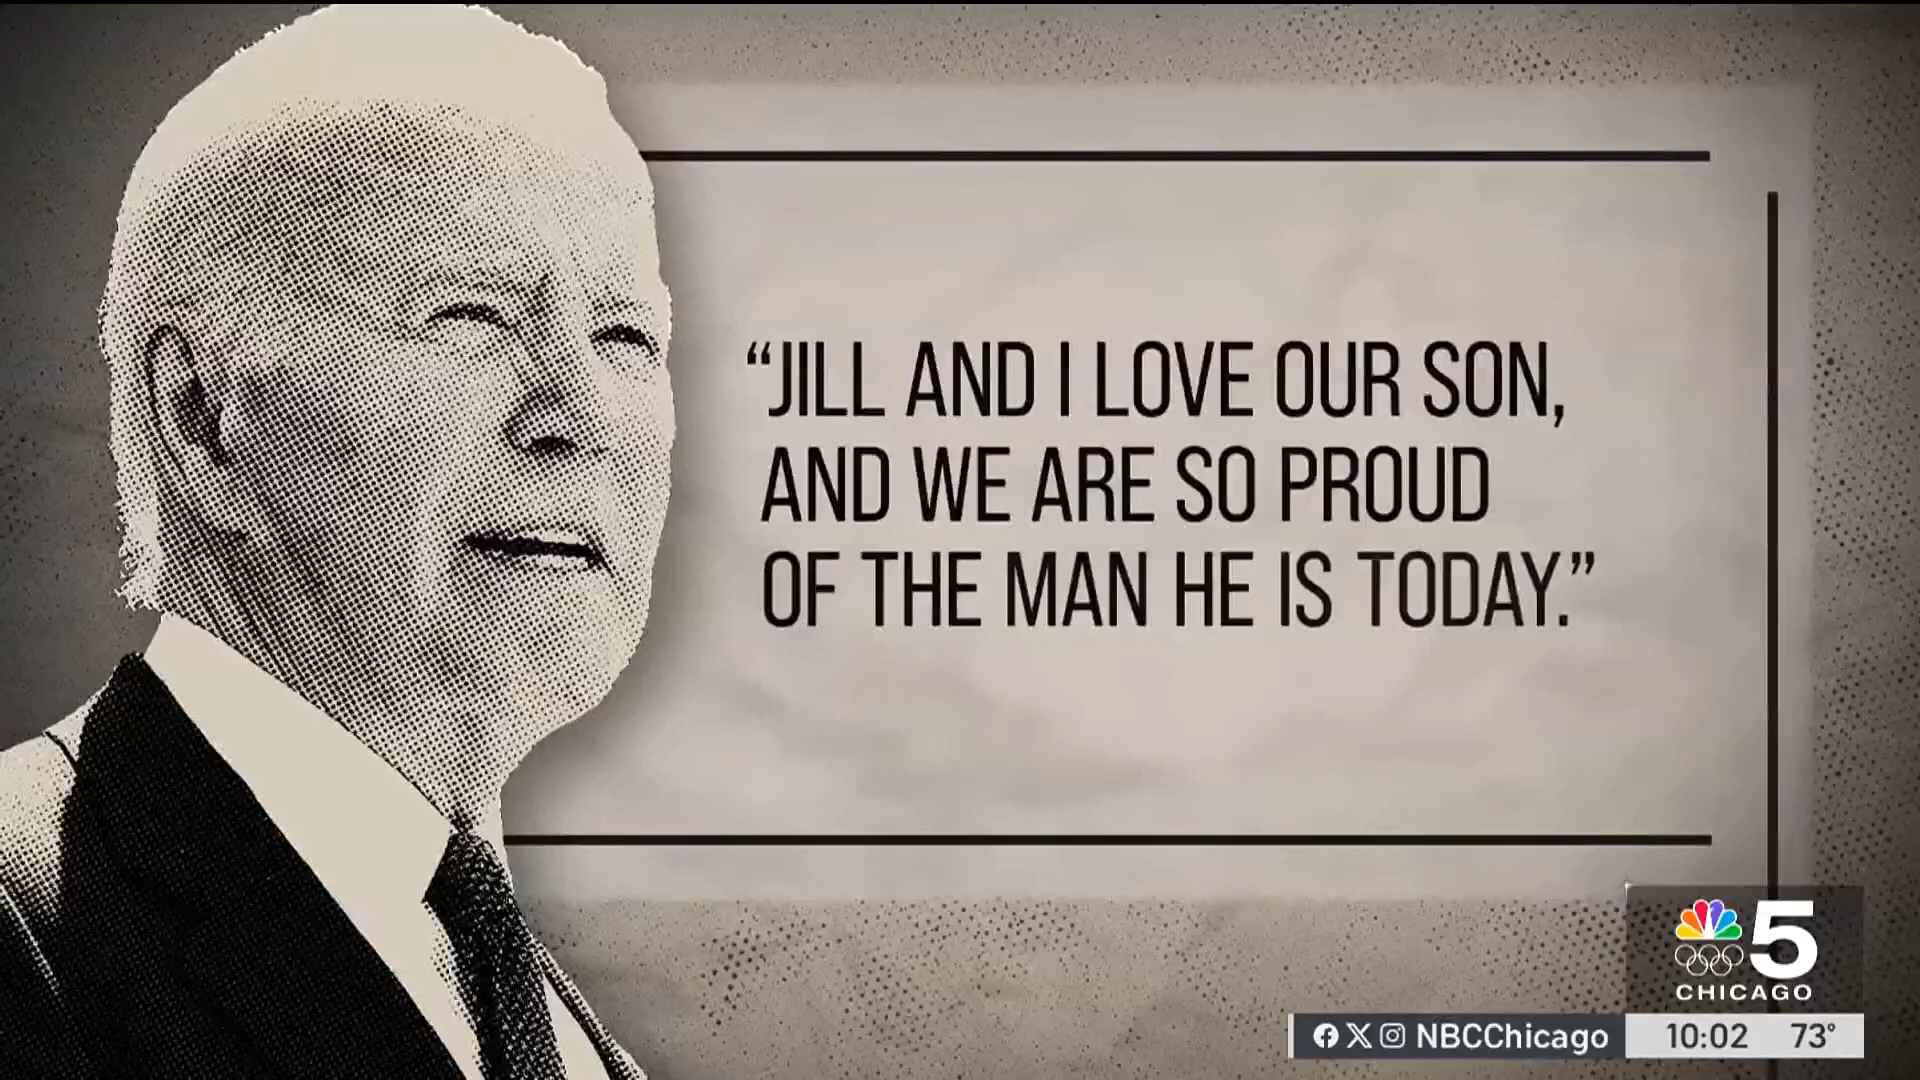 “JILL AND I LOVE OUR SON,
AND WE ARE SO PROUD
OF THE MAN HE IS TODAY.”
5
CHICAGO
NBCChicago
10:02 73°